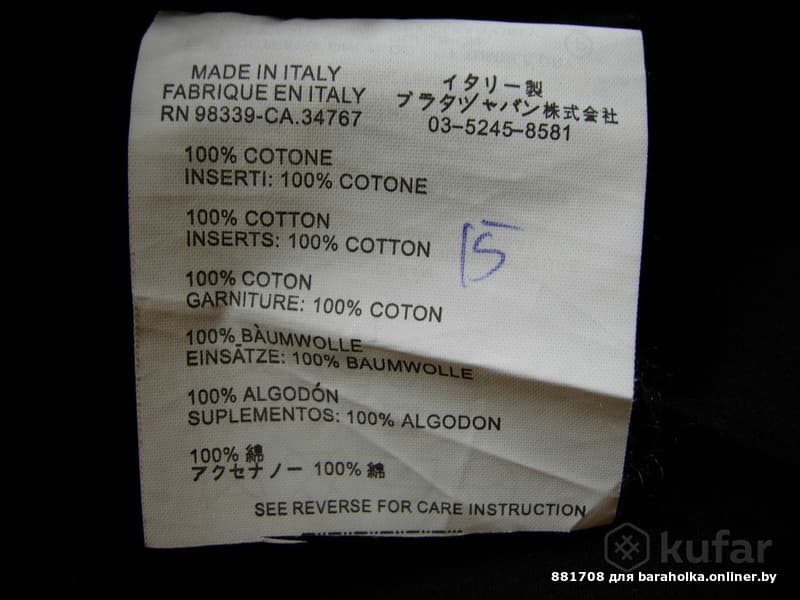 MADE IN ITALY
FABRIQUE EN ITALY
RN 98339-CA.34767
イタリー製
プラダジャパン株式会社
03-5245-8581
100% COTONE
INSERTI: 100% COTONE
100% COTTON
INSERTS: 100% COTTON
15
100% COTON
GARNITURE: 100% COTON
100% BÀUMWOLLE
EINSÄTZE: 100% BAUMWOLLE
100% ALGODÓN
SUPLEMENTOS: 100% ALGODON
100% 綿
アクセナノー 100% 綿
SEE REVERSE FOR CARE INSTRUCTION
kufar
881708 для baraholka.onliner.by